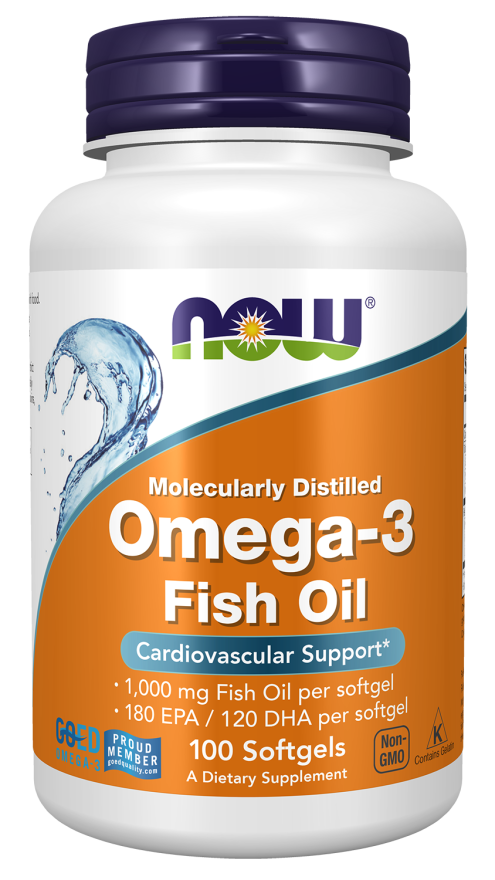 now®
Molecularly Distilled
Omega-3
Fish Oil
Cardiovascular Support*
• 1,000 mg Fish Oil per softgel
• 180 EPA / 120 DHA per softgel
100 Softgels
A Dietary Supplement
GOED
OMEGA-3
PROUD
MEMBER
goedquality.com
Non-
GMO
K
Contains Gelatin